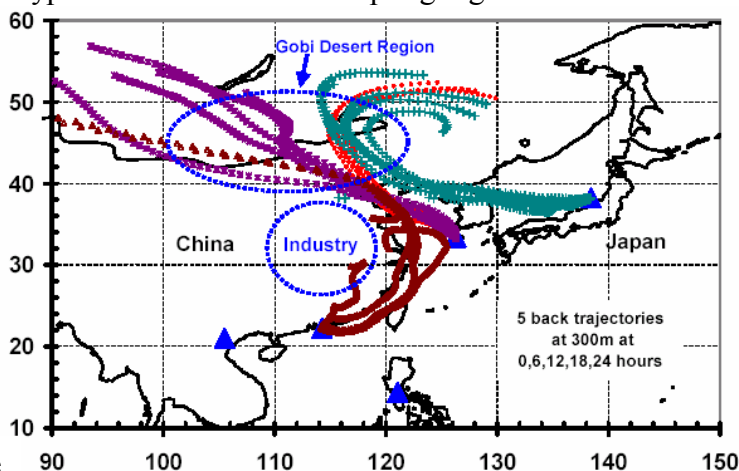 60
Gobi Desert Region
50
40
China
Industry
Japan
30
5 back trajectories
at 300m at
0,6,12,18,24 hours
20
10
90 100 110 120 130 140 150